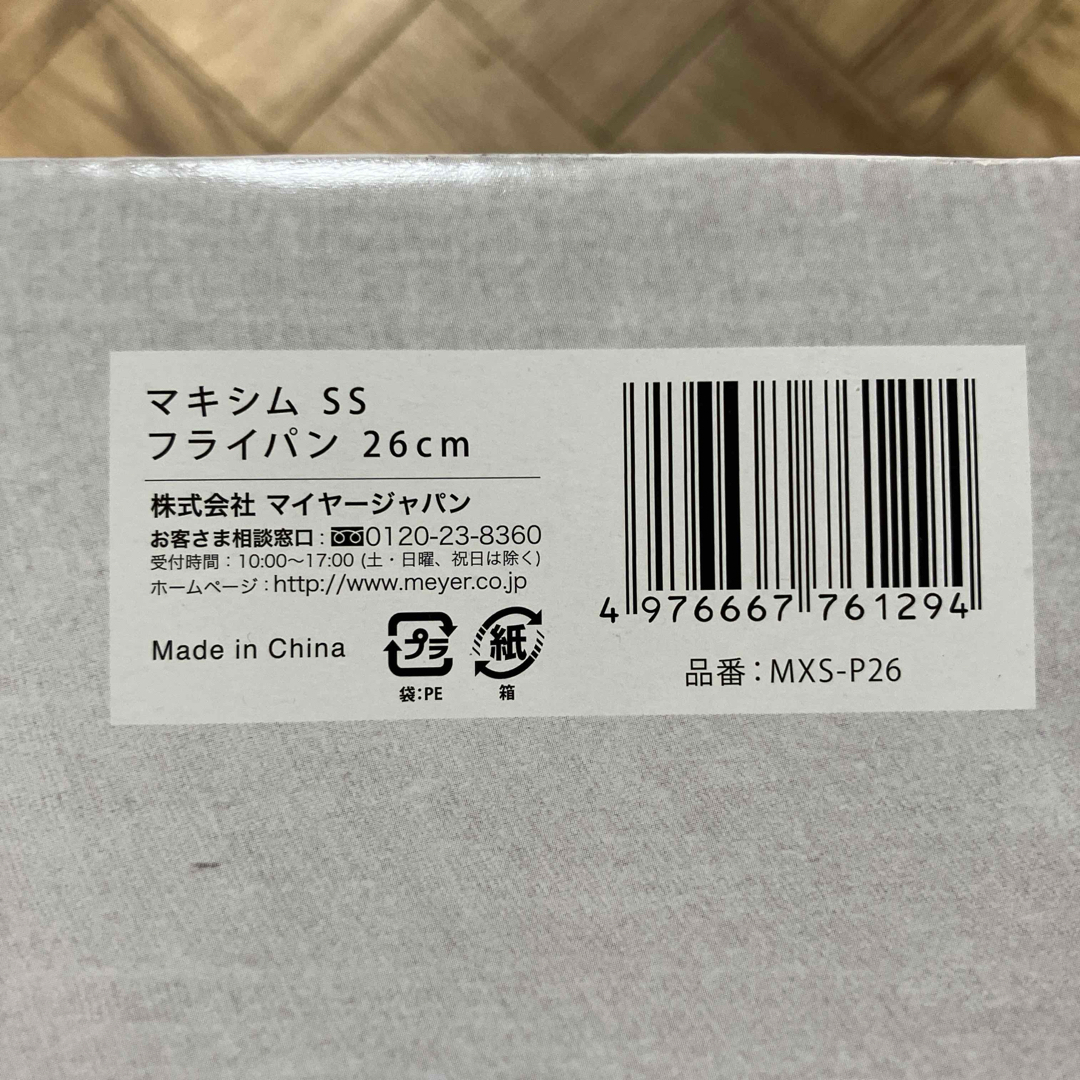 マキシム SS
フライパン 26cm
株式会社 マイヤージャパン
お客さま相談窓口：0120-23-8360
受付時間：10:00〜17:00 (土・日曜、祝日は除く)
ホームページ：http://www.meyer.co.jp
Made in China
プラ
袋：PE
紙
箱
4 976667 761294
品番：MXS-P26